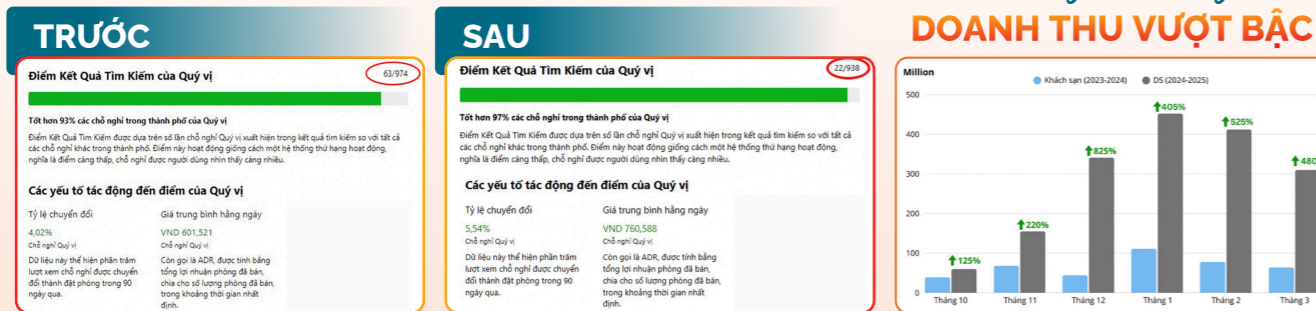 TRƯỚC
Điểm Kết Quả Tìm Kiếm của Quý vị
63/974
Tốt hơn 93% các chỗ nghỉ trong thành phố của Quý vị
Điểm Kết Quả Tìm Kiếm được dựa trên số lần chỗ nghỉ Quý vị xuất hiện trong kết quả tìm kiếm so với tất cả
các chỗ nghỉ khác trong thành phố. Điểm này hoạt động giống cách một hệ thống thứ hạng hoạt động,
nghĩa là điểm càng thấp, chỗ nghỉ được người dùng nhìn thấy càng nhiều.
Các yếu tố tác động đến điểm của Quý vị
Tỷ lệ chuyển đổi
4,02%
Chỗ nghỉ Quý vị
Dữ liệu này thể hiện phần trăm
lượt xem chỗ nghỉ được chuyển
đổi thành đặt phòng trong 90
ngày qua.
Giá trung bình hằng ngày
VND 601,521
Chỗ nghỉ Quý vị
Còn gọi là ADR, được tính bằng
tổng lợi nhuận phòng đã bán,
chia cho số lượng phòng đã bán,
trong khoảng thời gian nhất
định.
SAU
Điểm Kết Quả Tìm Kiếm của Quý vị
22/938
Tốt hơn 97% các chỗ nghỉ trong thành phố của Quý vị
Điểm Kết Quả Tìm Kiếm được dựa trên số lần chỗ nghỉ Quý vị xuất hiện trong kết quả tìm kiếm so với tất cả
các chỗ nghỉ khác trong thành phố. Điểm này hoạt động giống cách một hệ thống thứ hạng hoạt động,
nghĩa là điểm càng thấp, chỗ nghỉ được người dùng nhìn thấy càng nhiều.
Các yếu tố tác động đến điểm của Quý vị
Tỷ lệ chuyển đổi
5,54%
Chỗ nghỉ Quý vị
Dữ liệu này thể hiện phần trăm
lượt xem chỗ nghỉ được chuyển
đổi thành đặt phòng trong 90
ngày qua.
Giá trung bình hằng ngày
VND 760,588
Chỗ nghỉ Quý vị
Còn gọi là ADR, được tính bằng
tổng lợi nhuận phòng đã bán,
chia cho số lượng phòng đã bán,
trong khoảng thời gian nhất
định.
DOANH THU VƯỢT BẬC
Million
Khách sạn (2023-2024) DS (2024-2025)
500
400
300
200
100
0
125%
220%
825%
405%
525%
480
Tháng 10 Tháng 11 Tháng 12 Tháng 1 Tháng 2 Tháng 3